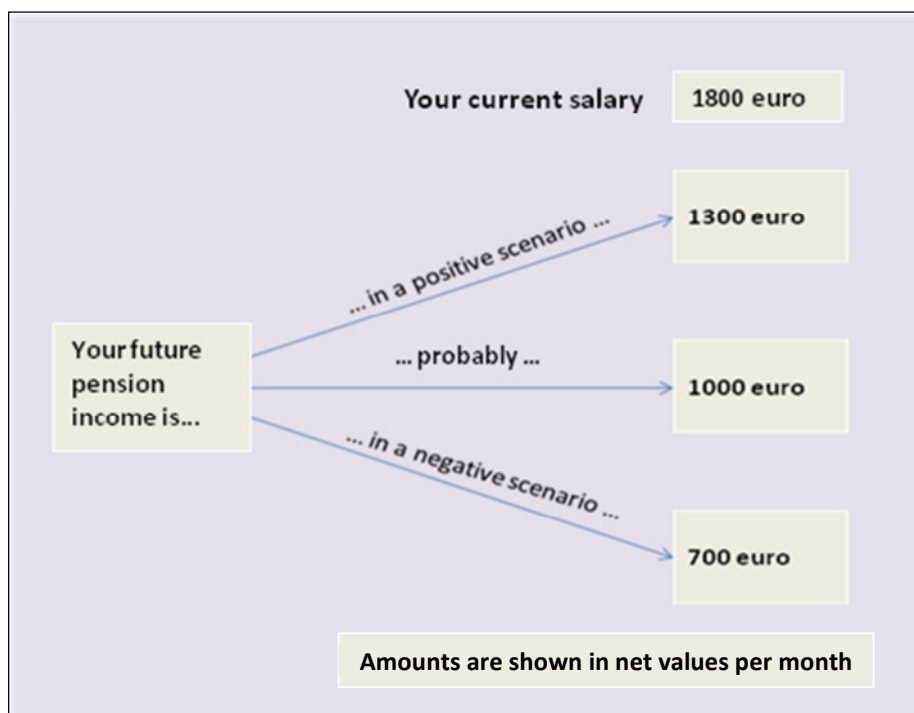 Your current salary
1800 euro
... in a positive scenario ...
1300 euro
Your future
pension
income is...
... probably ...
1000 euro
... in a negative scenario ...
700 euro
Amounts are shown in net values per month